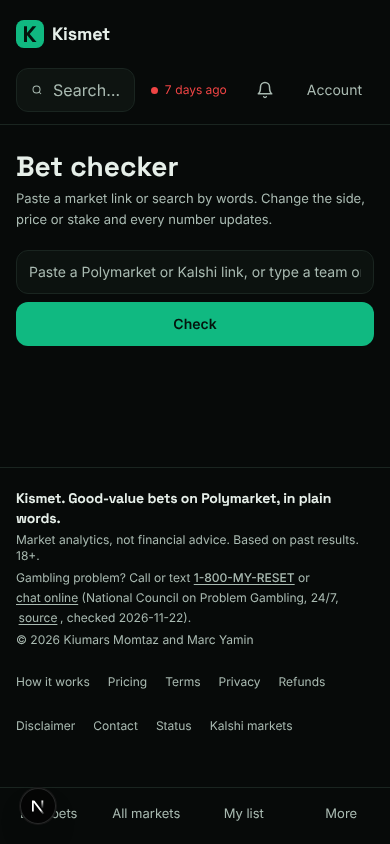 K Kismet
Search...
7 days ago
Account
Bet checker
Paste a market link or search by words. Change the side,
price or stake and every number updates.
Paste a Polymarket or Kalshi link, or type a team o
Check
Kismet. Good-value bets on Polymarket, in plain
words.
Market analytics, not financial advice. Based on past results.
18+.
Gambling problem? Call or text 1-800-MY-RESET or
chat online (National Council on Problem Gambling, 24/7,
source , checked 2026-11-22).
© 2026 Kiumars Momtaz and Marc Yamin
How it works Pricing Terms Privacy Refunds
Disclaimer Contact Status Kalshi markets
N bets All markets My list More